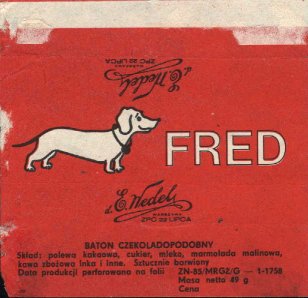 d'E. Wedel
WARSZAWA
ZPC 22 LIPCA
FRED
d'E. Wedel
WARSZAWA
ZPC 22 LIPCA
BATON CZEKOLADOPODOBNY
Skład: polewa kakaowa, cukier, mleko, marmolada malinowa,
kawa zbożowa Inka i inne. Sztucznie barwiony
Data produkcji perforowana na folii ZN-85/MRGŻ/G — 1-1758
Masa netto 49 g
Cena